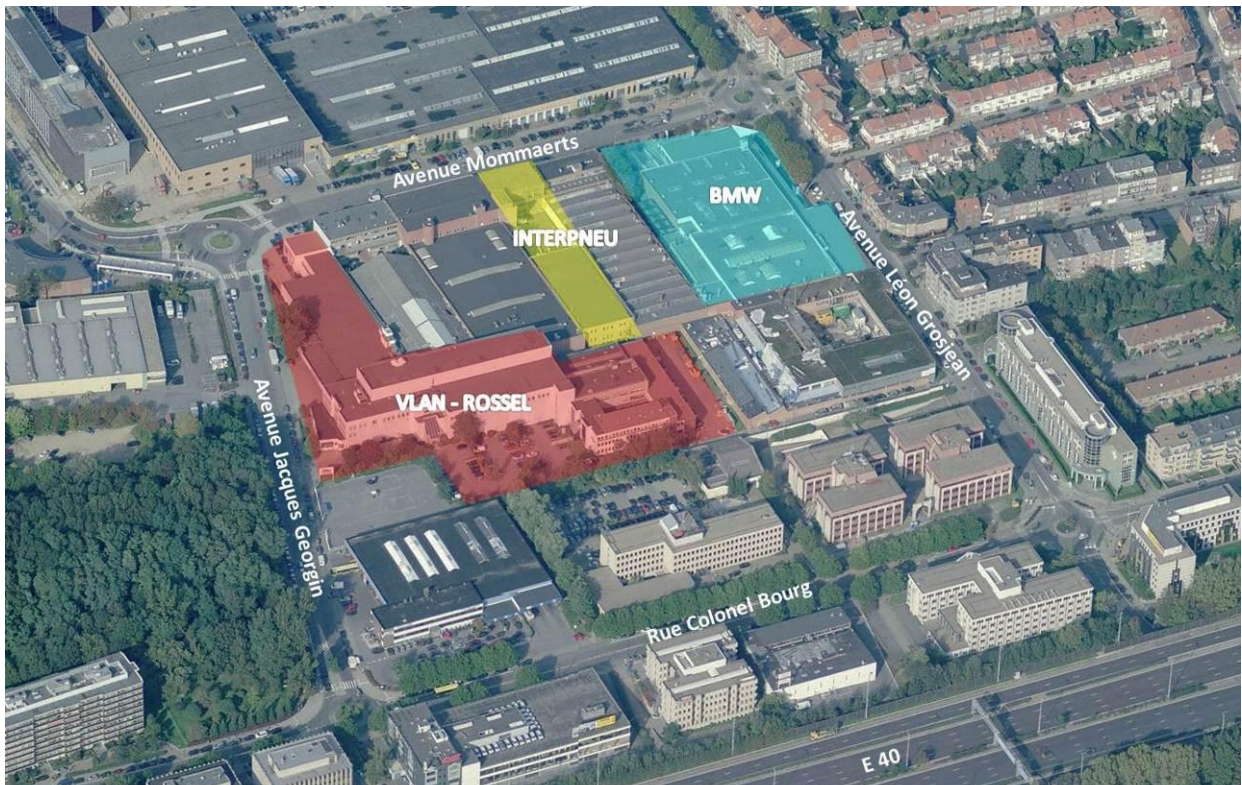 Avenue Mommaerts
BMW
INTERPNEU
Avenue Léon Grosjean
VLAN - ROSSEL
Avenue Jacques Georgin
Rue Colonel Bourg
E 40